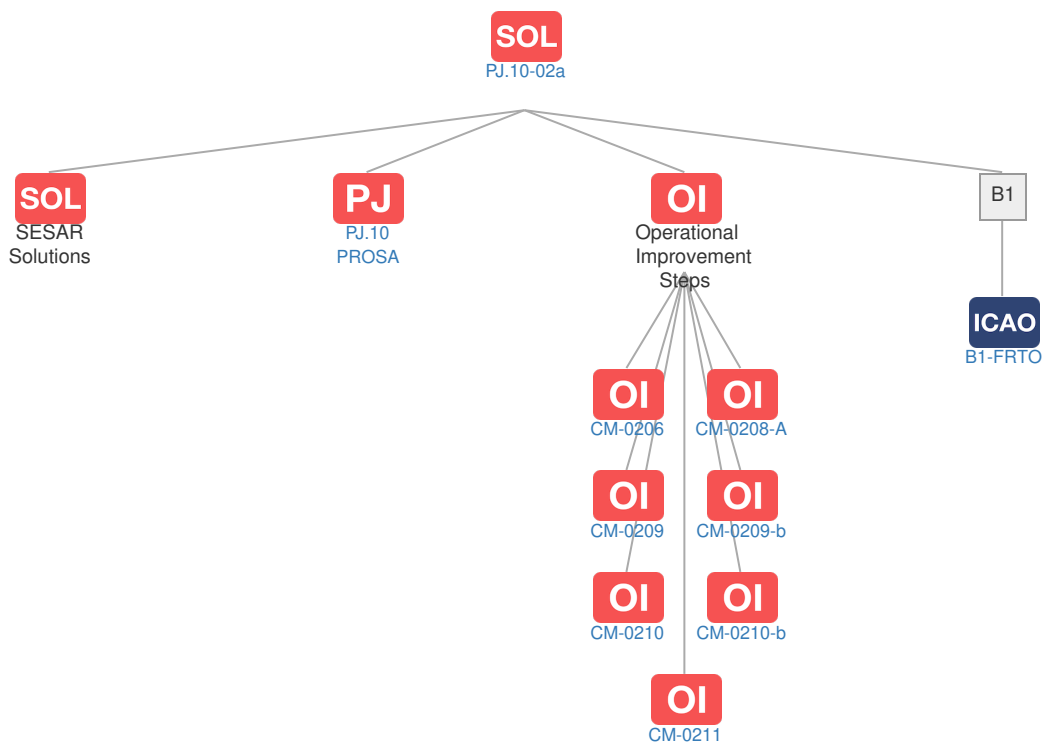 SOL
PJ.10-02a
SOL
SESAR
Solutions
PJ
PJ.10
PROSA
OI
Operational
Improvement
Steps
B1
ICAO
B1-FRTO
OI
CM-0206
OI
CM-0208-A
OI
CM-0209
OI
CM-0209-b
OI
CM-0210
OI
CM-0210-b
OI
CM-0211